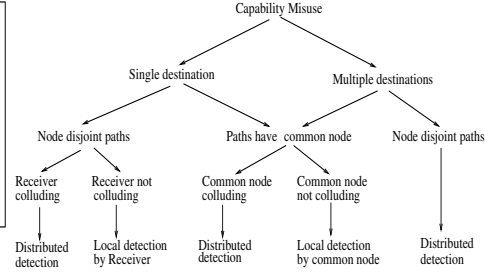 Capability Misuse
Single destination
Multiple destinations
Node disjoint paths
Paths have common node
Node disjoint paths
Receiver
colluding
Receiver not
colluding
Common node
colluding
Common node
not colluding
Distributed
detection
Local detection
by Receiver
Distributed
detection
Local detection
by common node
Distributed
detection